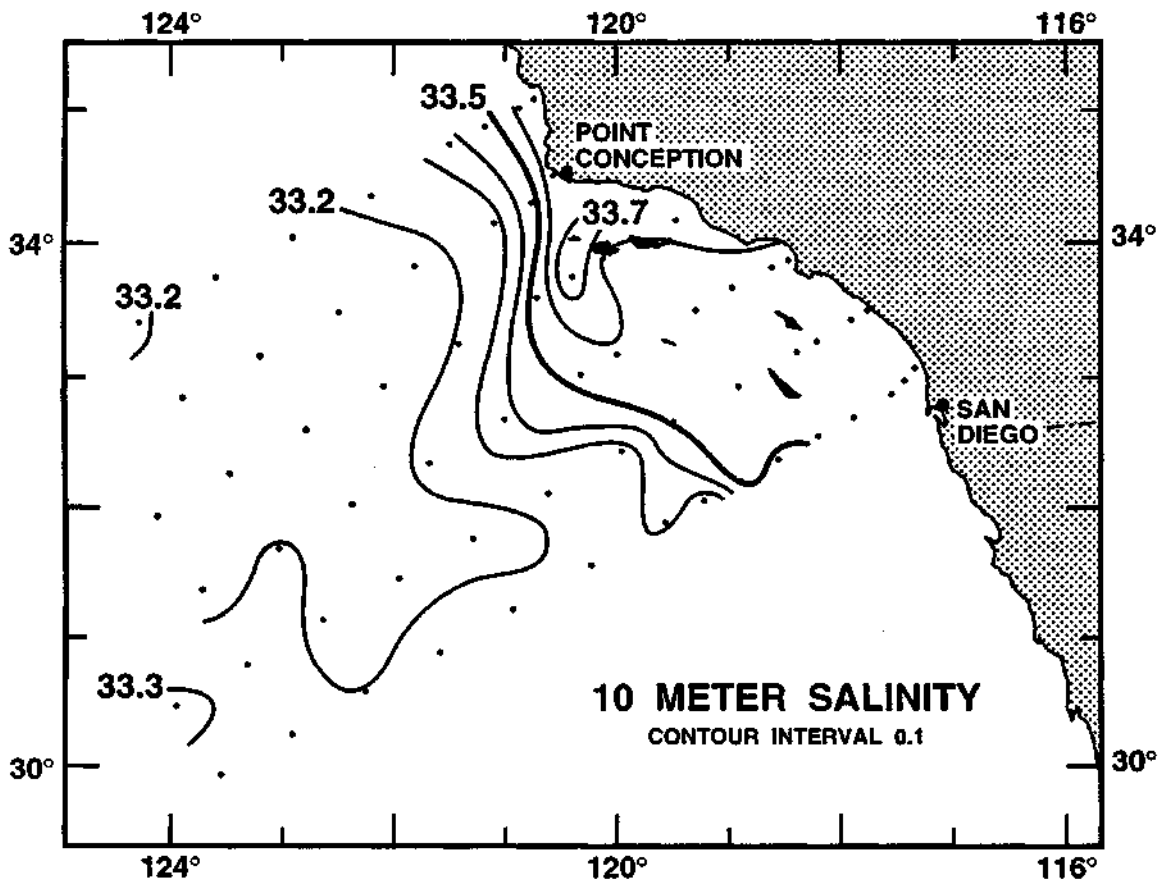 124°
120°
116°
33.5
POINT
CONCEPTION
33.2
33.7
34°
34°
33.2
SAN
DIEGO
33.3
10 METER SALINITY
CONTOUR INTERVAL 0.1
30°
30°
124°
120°
116°